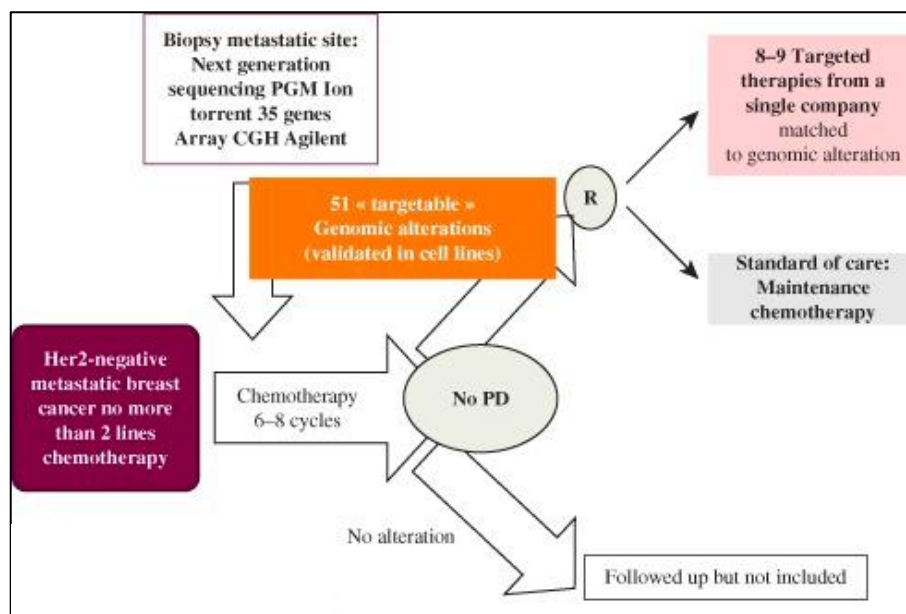 Biopsy metastatic site:
Next generation
sequencing PGM Ion
torrent 35 genes
Array CGH Agilent
8–9 Targeted
therapies from a
single company
matched
to genomic alteration
51 « targetable »
Genomic alterations
(validated in cell lines)
R
Standard of care:
Maintenance
chemotherapy
Her2-negative
metastatic breast
cancer no more
than 2 lines
chemotherapy
Chemotherapy
6–8 cycles
No PD
No alteration
Followed up but not included